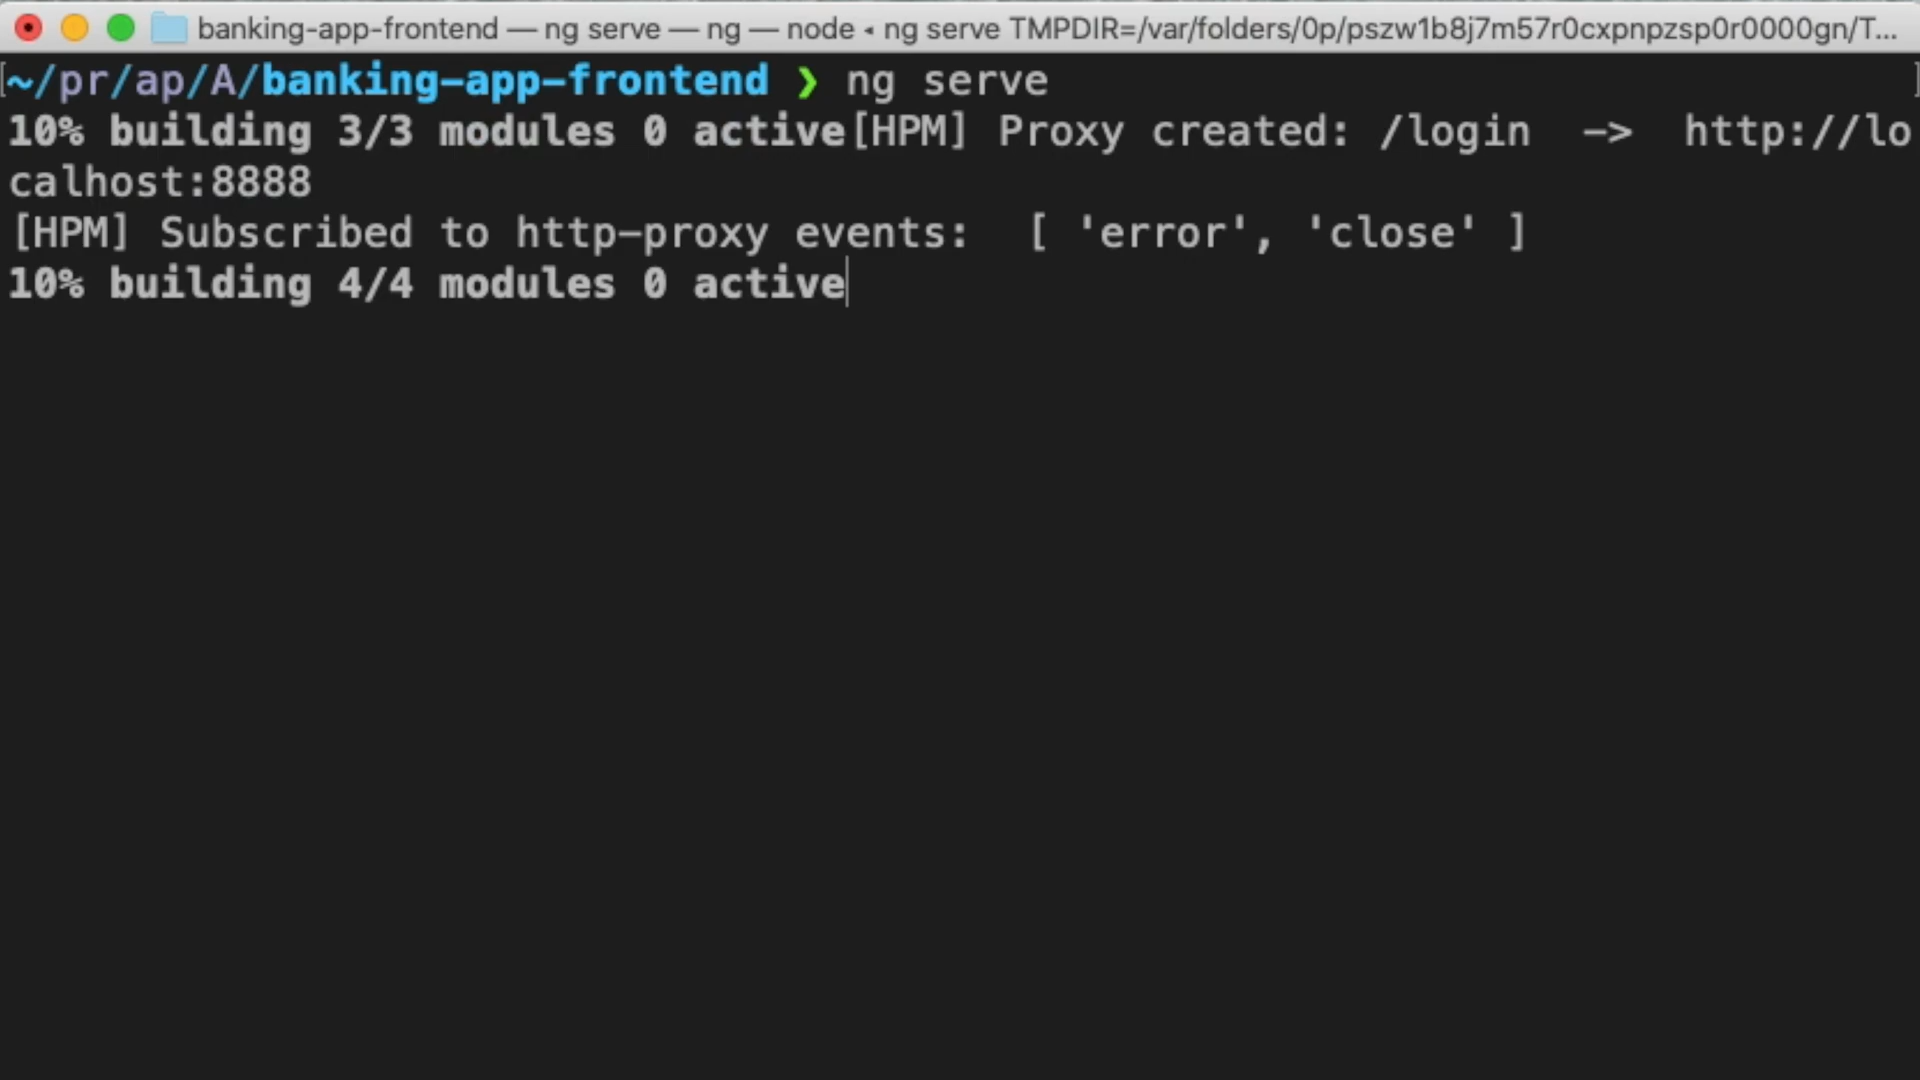 banking-app-frontend — ng serve — ng — node ◂ ng serve TMPDIR=/var/folders/0p/pszw1b8j7m57r0cxpnpzsp0r0000gn/T...
[~/pr/ap/A/banking-app-frontend ❯ ng serve ]
10% building 3/3 modules 0 active[HPM] Proxy created: /login  ->  http://lo
calhost:8888
[HPM] Subscribed to http-proxy events:  [ 'error', 'close' ]
10% building 4/4 modules 0 active